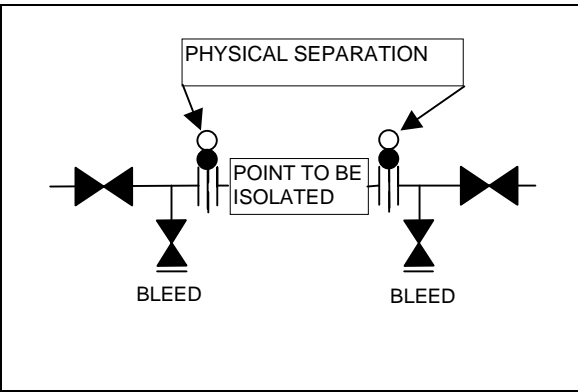 PHYSICAL SEPARATION
POINT TO BE
ISOLATED
BLEED
BLEED